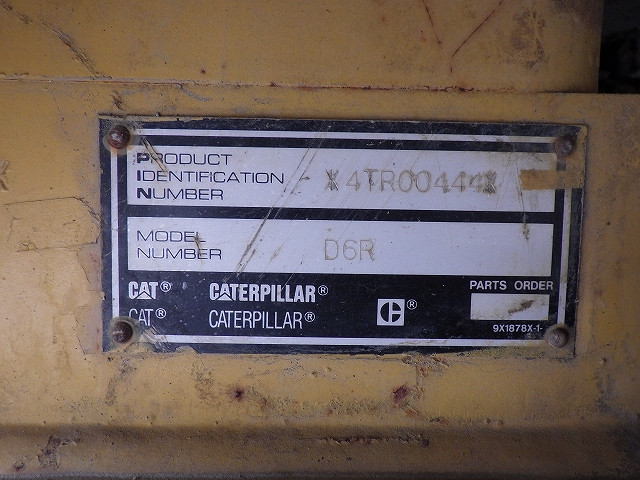 PRODUCT
IDENTIFICATION
NUMBER
4TR00444
MODEL
NUMBER
D6R
CAT® CATERPILLAR®
CAT® CATERPILLAR®
C®
PARTS ORDER
9X1878X-1-